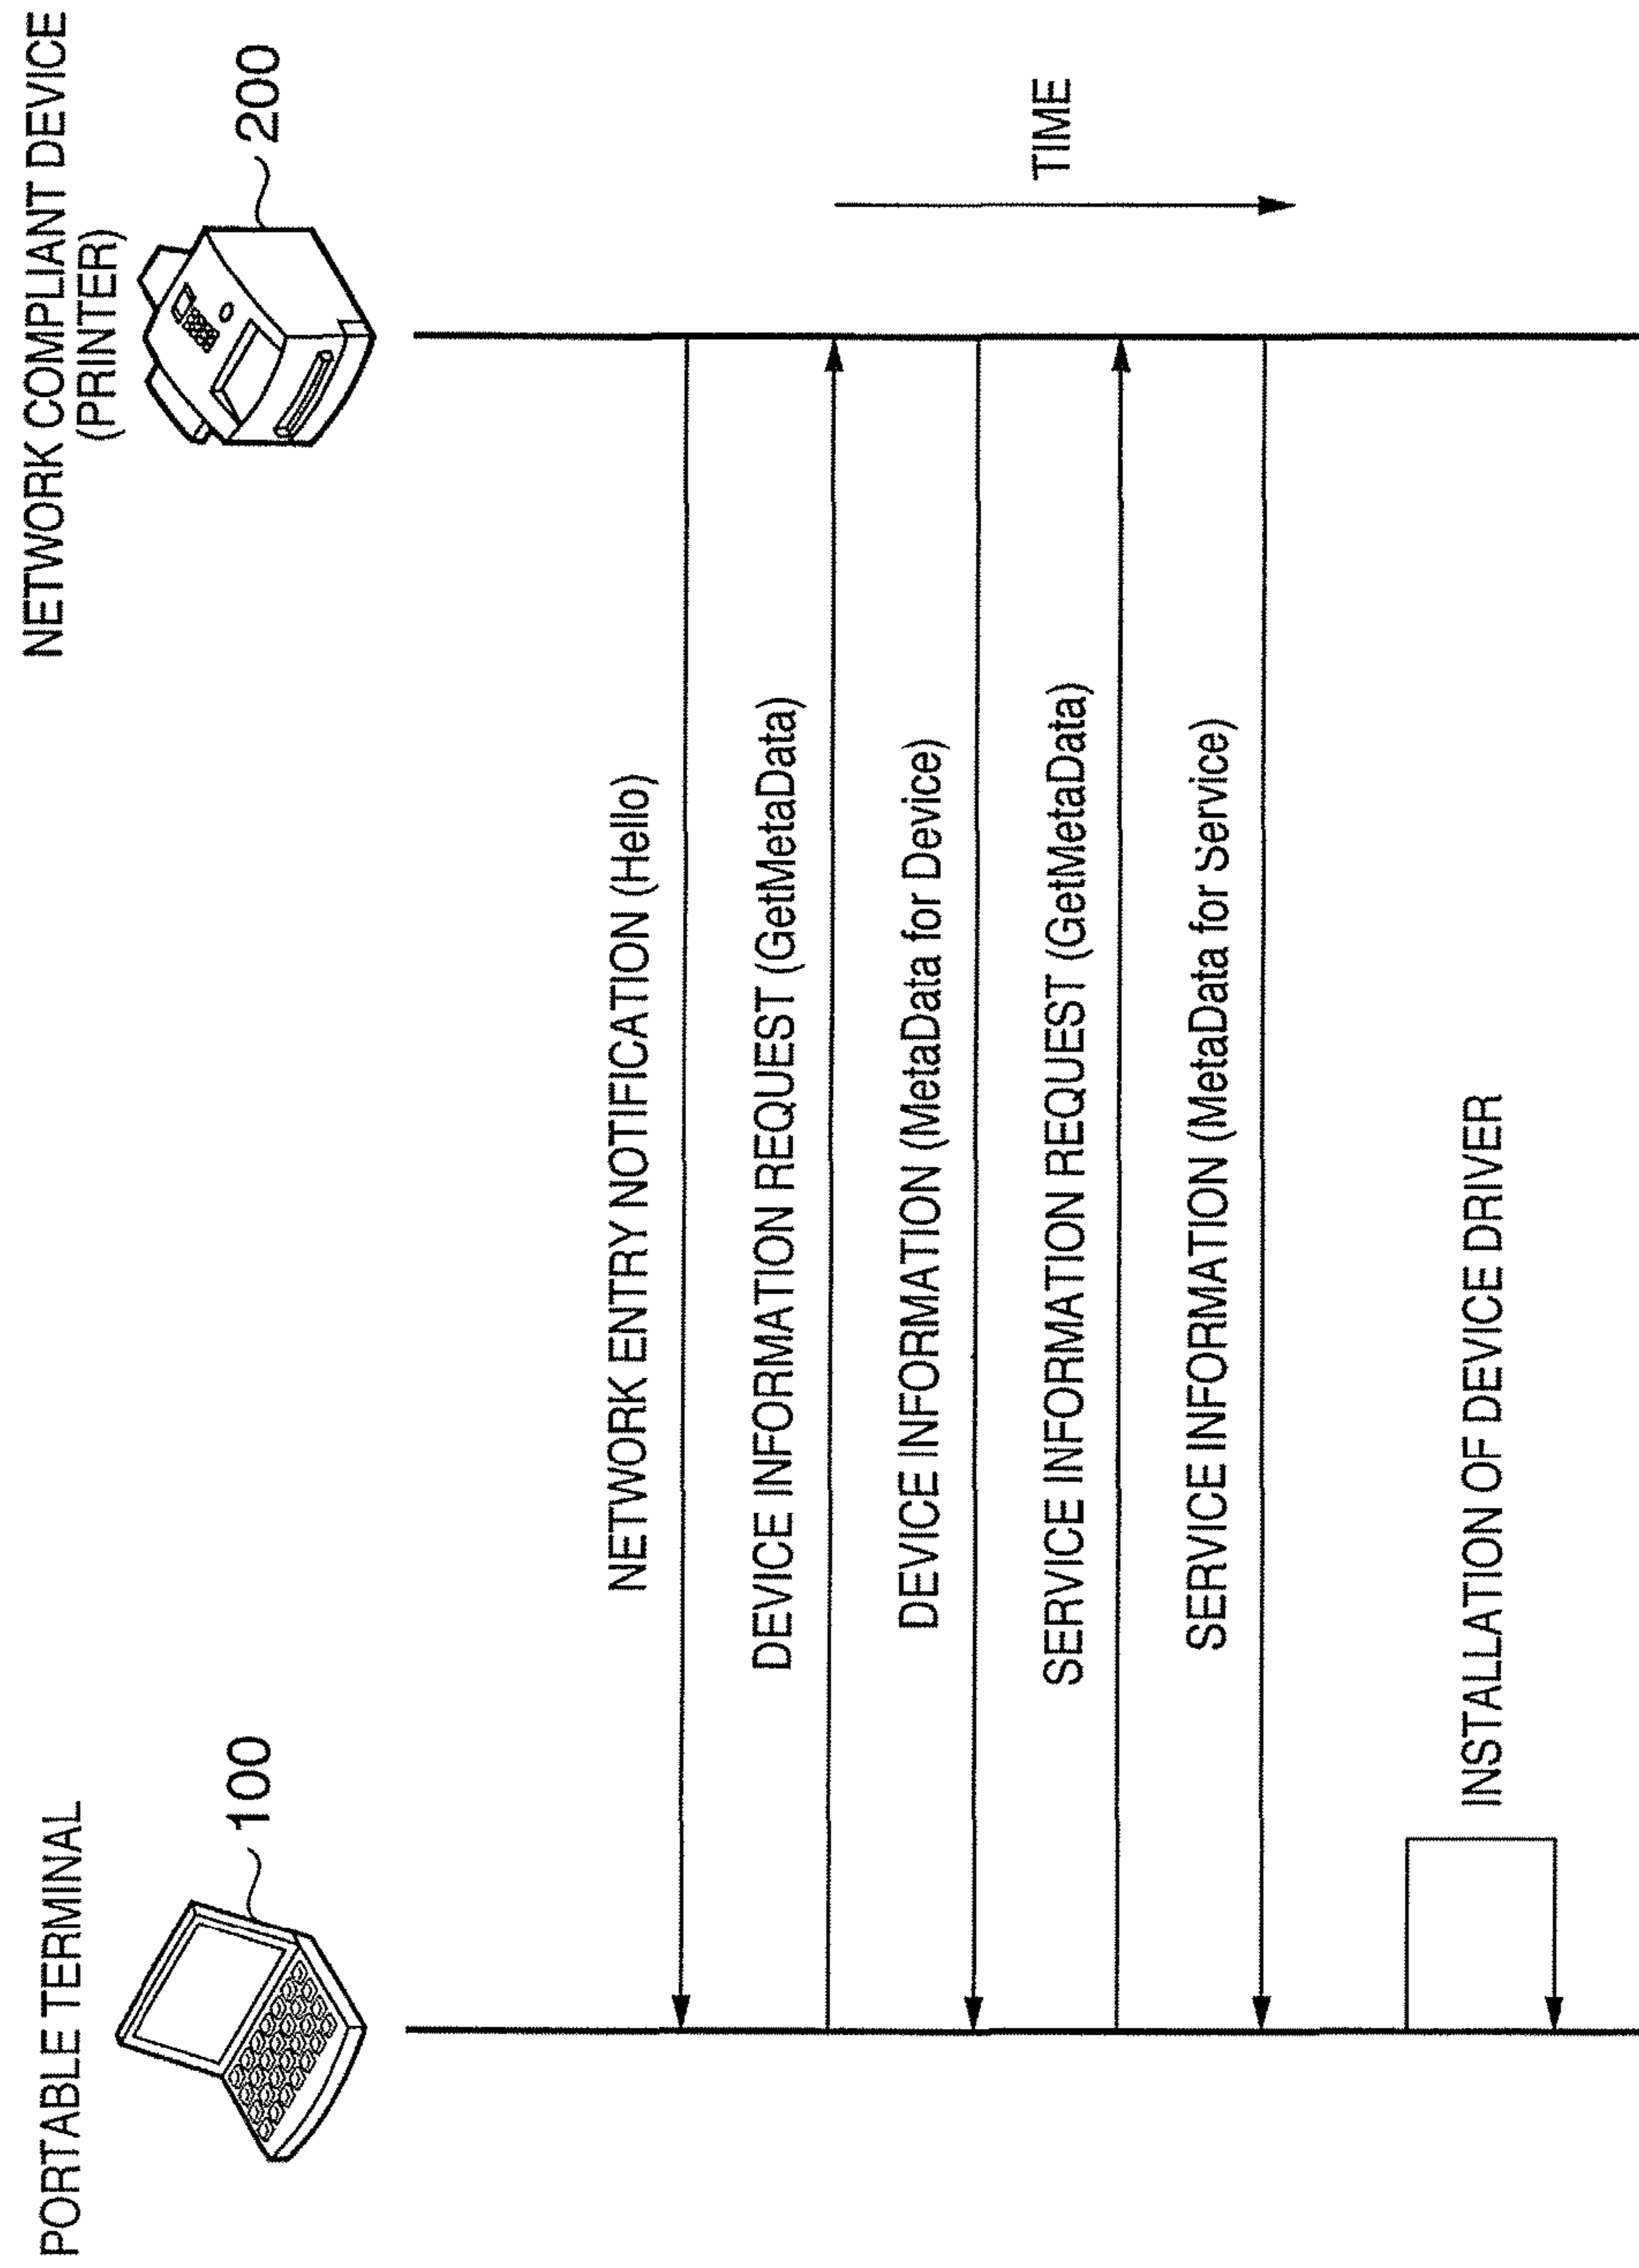 PORTABLE TERMINAL
100
NETWORK COMPLIANT DEVICE
(PRINTER)
200
NETWORK ENTRY NOTIFICATION (Hello)
DEVICE INFORMATION REQUEST (GetMetaData)
DEVICE INFORMATION (MetaData for Device)
SERVICE INFORMATION REQUEST (GetMetaData)
SERVICE INFORMATION (MetaData for Service)
TIME
INSTALLATION OF DEVICE DRIVER